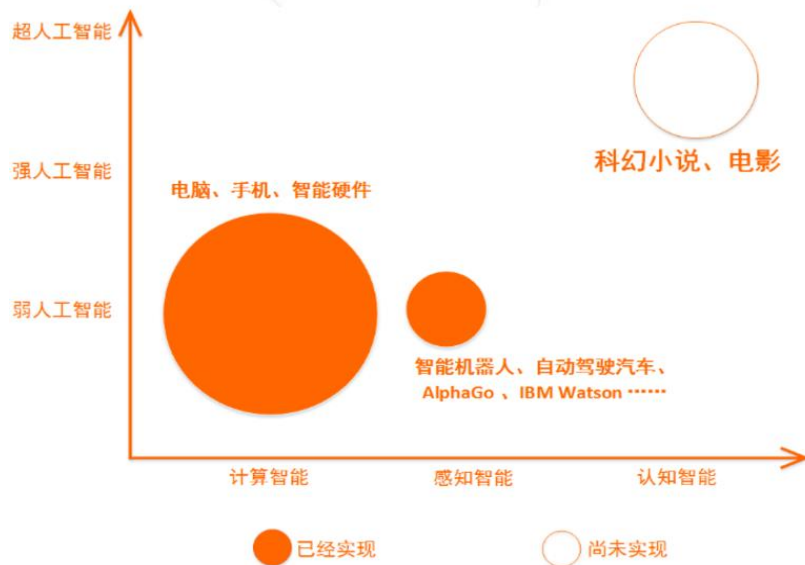 超人工智能
科幻小说、电影
强人工智能
电脑、手机、智能硬件
弱人工智能
智能机器人、自动驾驶汽车、
AlphaGo 、IBM Watson ……
计算智能
感知智能
认知智能
已经实现
尚未实现